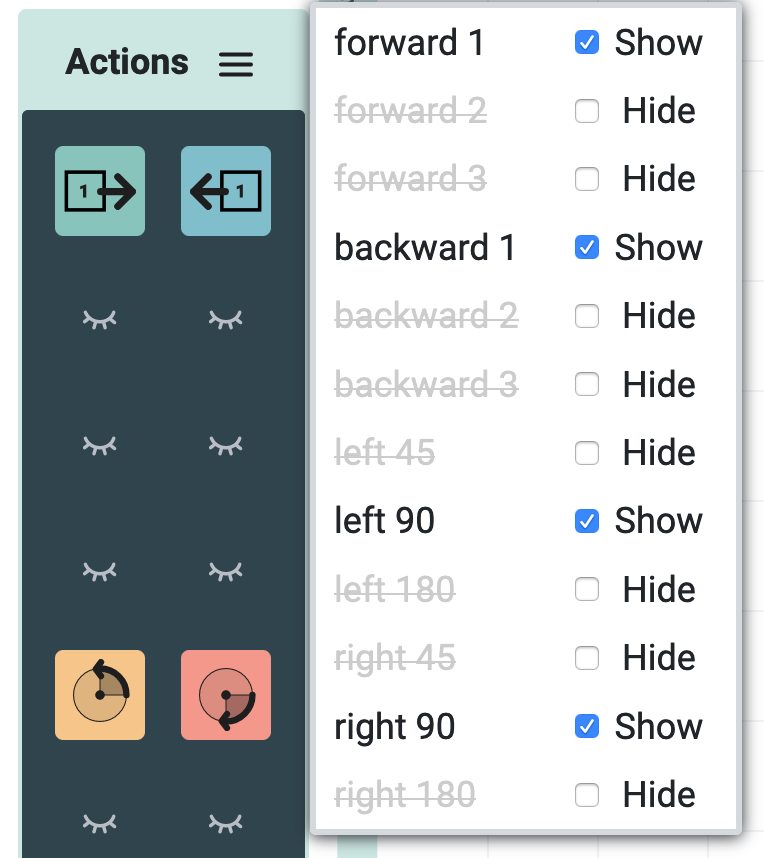 Actions
1
1
forward 1 Show
forward 2 Hide
forward 3 Hide
backward 1 Show
backward 2 Hide
backward 3 Hide
left 45 Hide
left 90 Show
left 180 Hide
right 45 Hide
right 90 Show
right 180 Hide